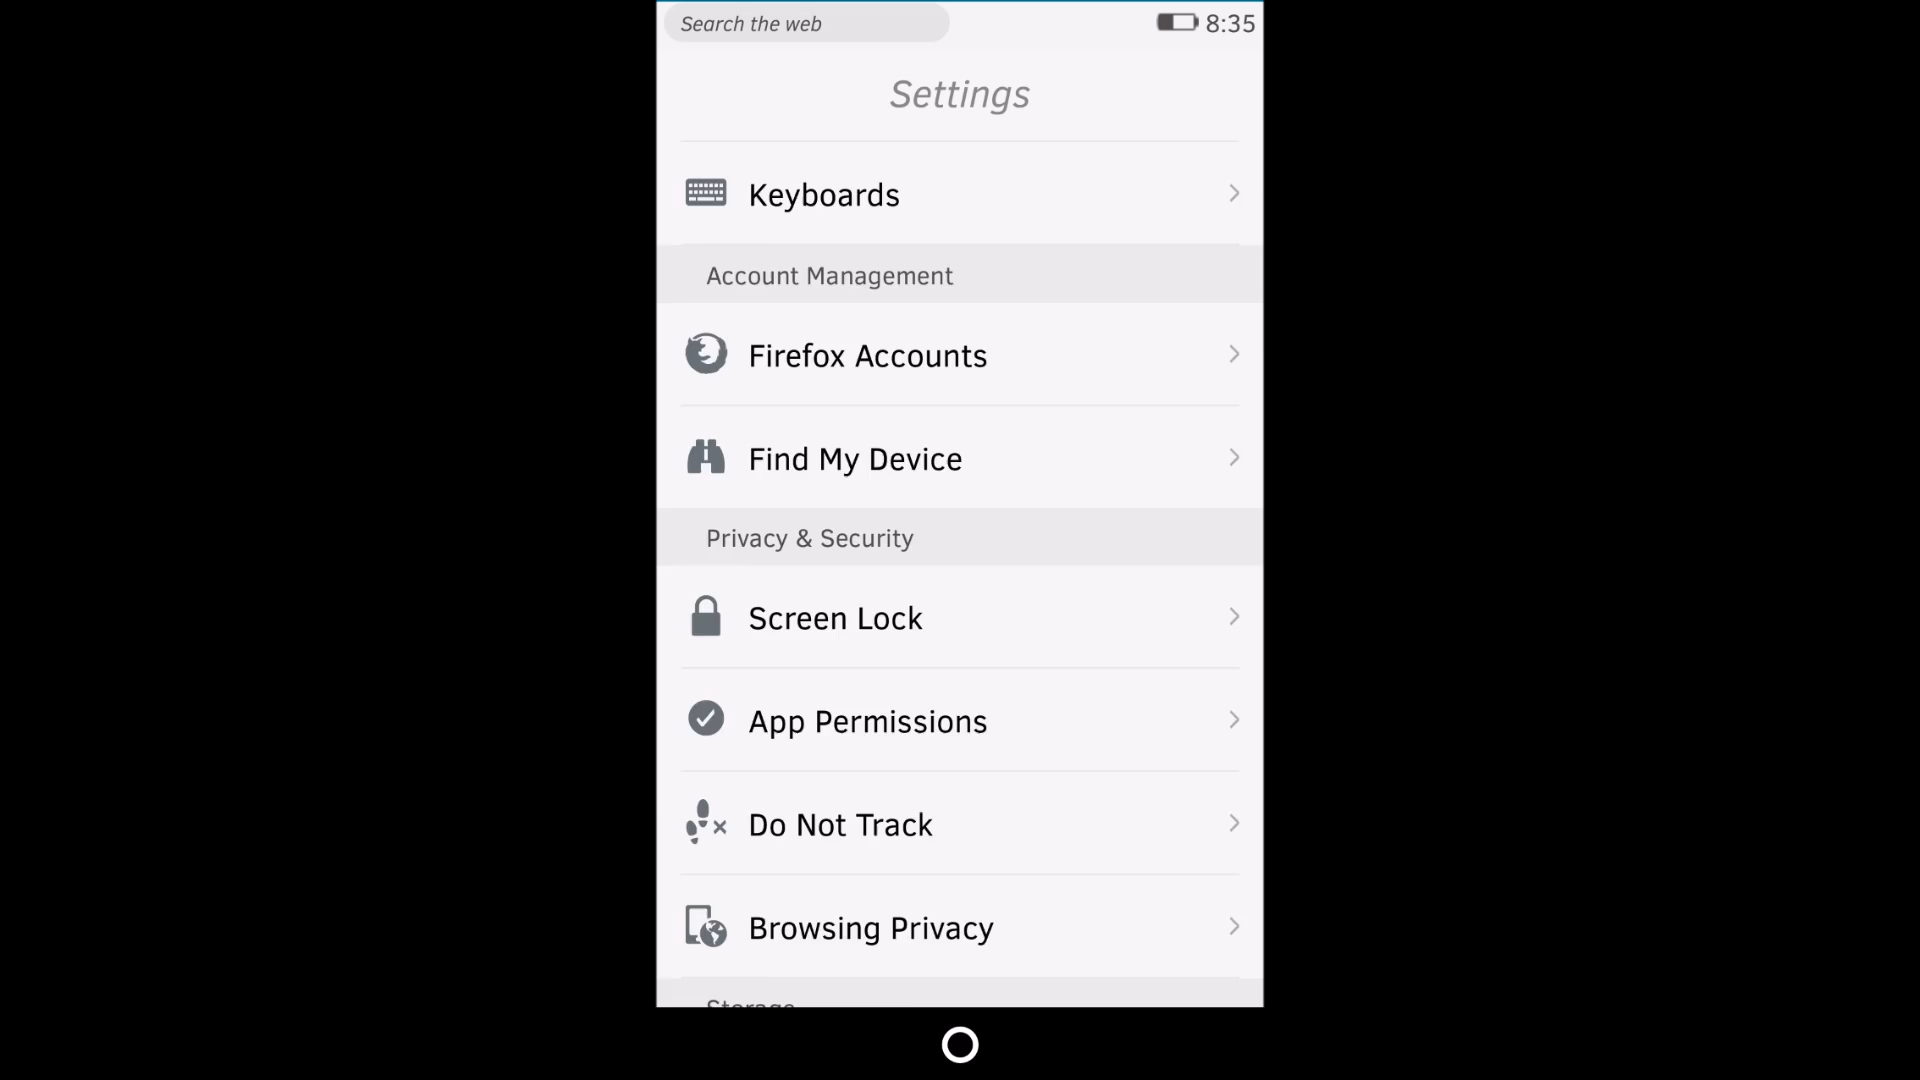 Search the web 8:35
Settings
Keyboards
Account Management
Firefox Accounts
Find My Device
Privacy & Security
Screen Lock
App Permissions
Do Not Track
Browsing Privacy
Storage